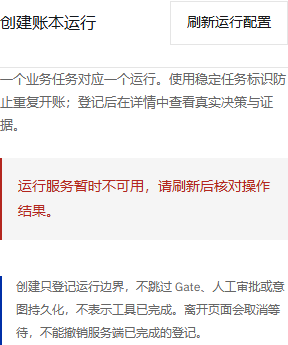 创建账本运行
刷新运行配置
一个业务任务对应一个运行。使用稳定任务标识防
止重复开账；登记后在详情中查看真实决策与证
据。
运行服务暂时不可用，请刷新后核对操作
结果。
创建只登记运行边界，不跳过 Gate、人工审批或意
图持久化，不表示工具已完成。离开页面会取消等
待，不能撤销服务端已完成的登记。